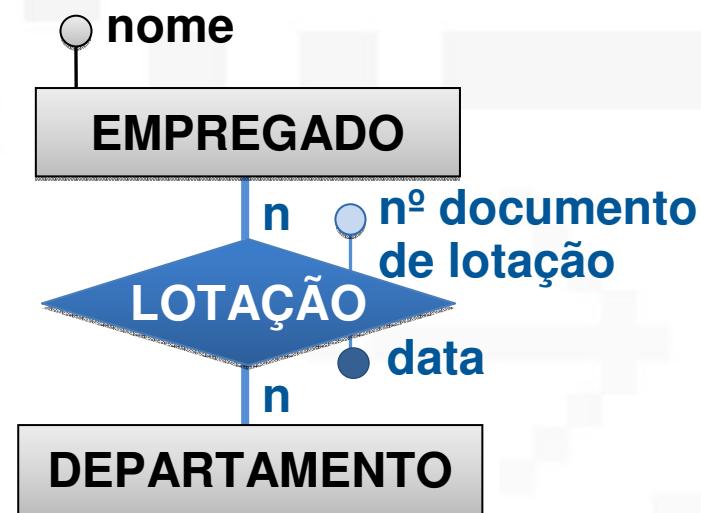 nome
EMPREGADO
n
nº documento
de lotação
LOTAÇÃO
data
n
DEPARTAMENTO